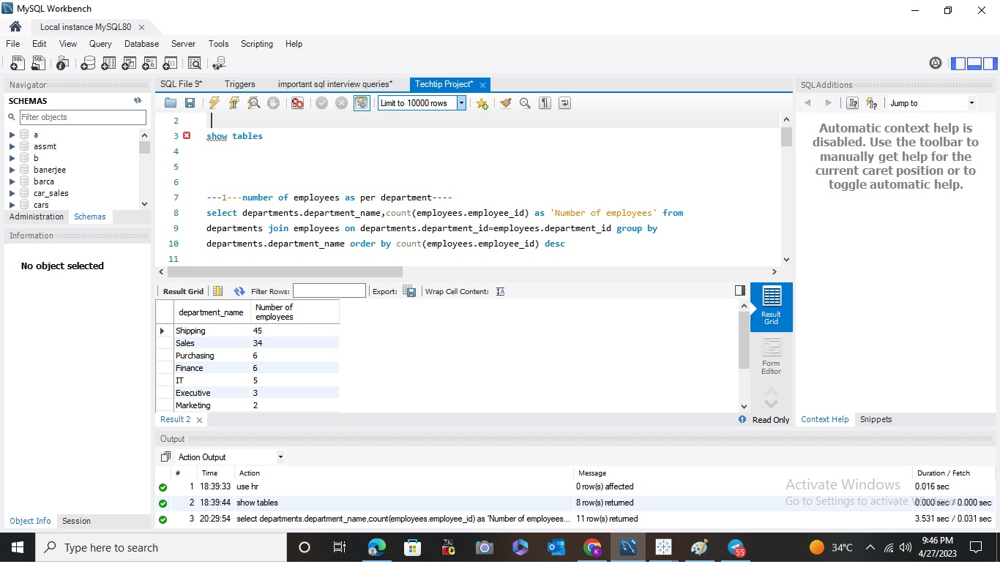 MySQL Workbench
Local instance MySQL80
File Edit View Query Database Server Tools Scripting Help
Navigator
SCHEMAS
Filter objects
a
assmt
b
banerjee
barca
car_sales
cars
Administration Schemas
Information
No object selected
Object Info Session
SQL File 9* Triggers important sql interview queries* Techtip Project*
Limit to 10000 rows
2
3 show tables
4
5
6
7 ---1---number of employees as per department----
8 select departments.department_name,count(employees.employee_id) as 'Number of employees' from
9 departments join employees on departments.department_id=employees.department_id group by
10 departments.department_name order by count(employees.employee_id) desc
11
Result Grid Filter Rows: Export: Wrap Cell Content:
department_name Number of
employees
Shipping 45
Sales 34
Purchasing 6
Finance 6
IT 5
Executive 3
Marketing 2
Result
Grid
Form
Editor
Result 2 Read Only
SQLAdditions
Jump to
Automatic context help is
disabled. Use the toolbar to
manually get help for the
current caret position or to
toggle automatic help.
Context Help Snippets
Output
Action Output
# Time Action Message Duration / Fetch
1 18:39:33 use hr 0 row(s) affected 0.016 sec
2 18:39:44 show tables 8 row(s) returned 0.000 sec / 0.000 sec
3 20:29:54 select departments.department_name,count(employees.employee_id) as 'Number of employees... 11 row(s) returned 3.531 sec / 0.031 sec
Activate Windows
Go to Settings to activate Windows.
Type here to search
K
55
34°C
9:46 PM
4/27/2023